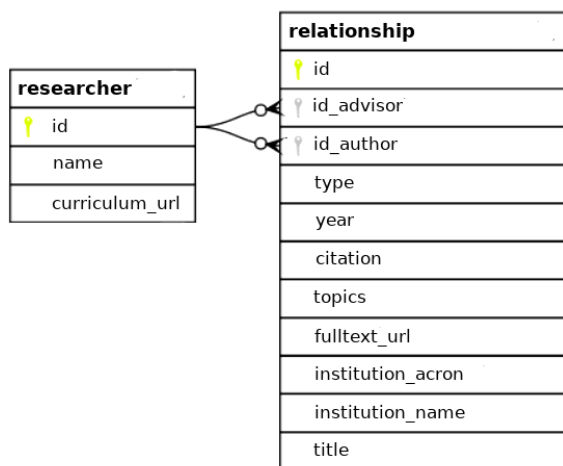 researcher
id
name
curriculum_url
relationship
id
id_advisor
id_author
type
year
citation
topics
fulltext_url
institution_acron
institution_name
title